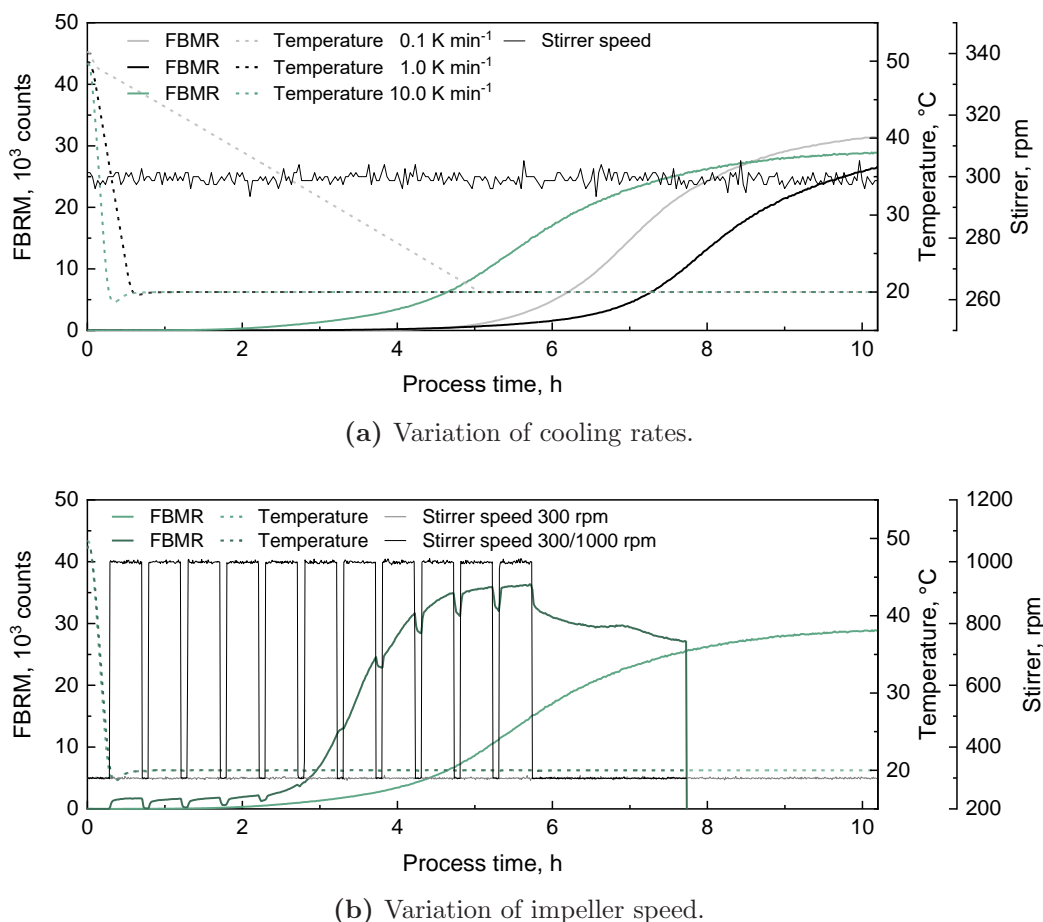 50
40
30
20
10
0
FBRM, 10³ counts
FBMR Temperature 0.1 K min⁻¹ Stirrer speed
FBMR Temperature 1.0 K min⁻¹
FBMR Temperature 10.0 K min⁻¹
50
40
30
20
Temperature, °C
340
320
300
280
260
Stirrer, rpm
0 2 4 6 8 10
Process time, h
(a) Variation of cooling rates.
50
40
30
20
10
0
FBRM, 10³ counts
FBMR Temperature Stirrer speed 300 rpm
FBMR Temperature Stirrer speed 300/1000 rpm
50
40
30
20
Temperature, °C
1200
1000
800
600
400
200
Stirrer, rpm
0 2 4 6 8 10
Process time, h
(b) Variation of impeller speed.